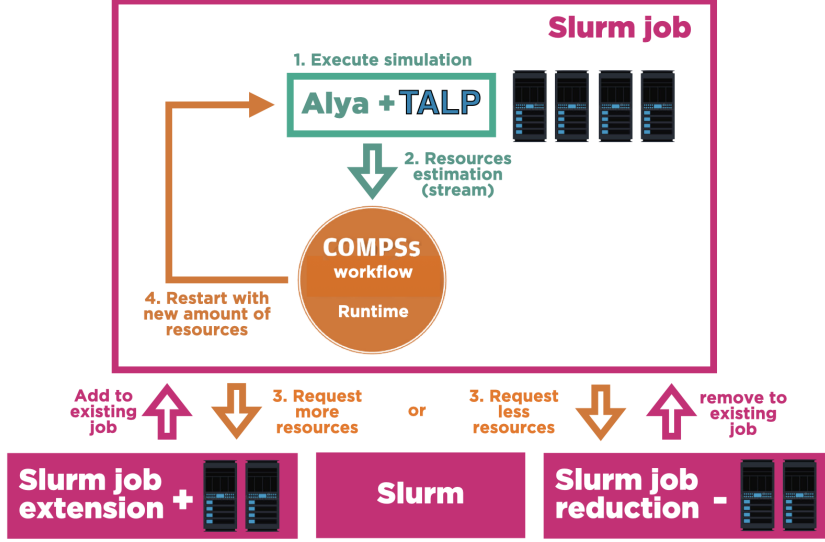 Slurm job
1. Execute simulation
Alya + TALP
2. Resources
estimation
(stream)
COMPSs
workflow
Runtime
4. Restart with
new amount of
resources
Add to
existing
job
3. Request
more
resources
or
3. Request
less
resources
remove to
existing
job
Slurm job
extension +
Slurm
Slurm job
reduction -